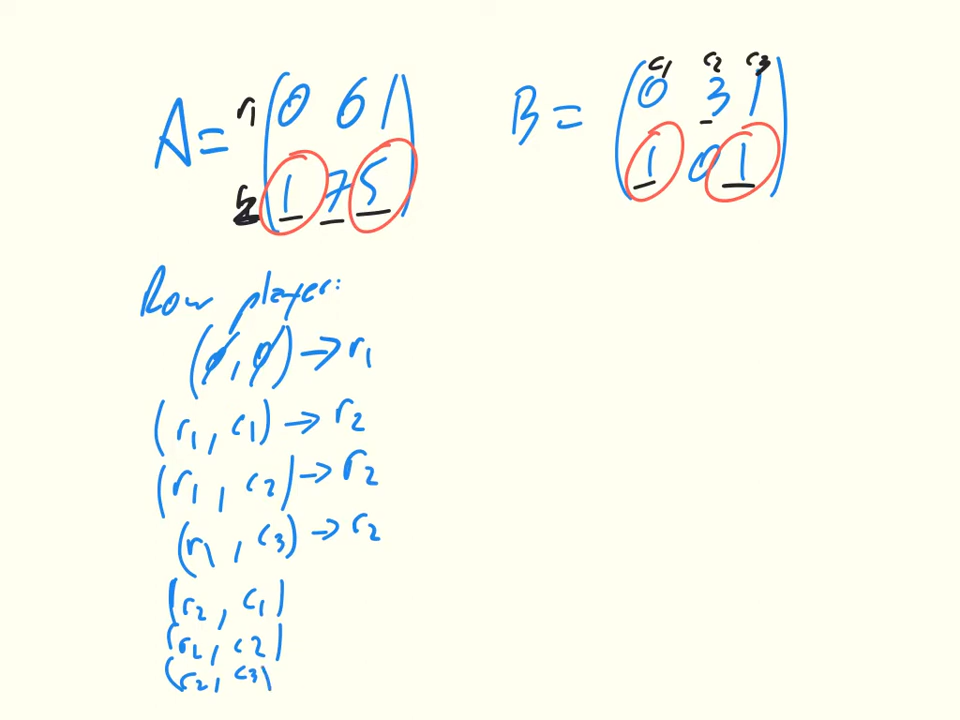 c1 c2 c3
A = r1 ( 0 6 1 ) B = ( 0 3 1 )
( 1 7 5 ) ( 1 0 1 )
Row player:
(∅, ∅) → r1
(r1, c1) → r2
(r1, c2) → r2
(r1, c3) → r2
(r2, c1)
(r2, c2)
(r2, c3)